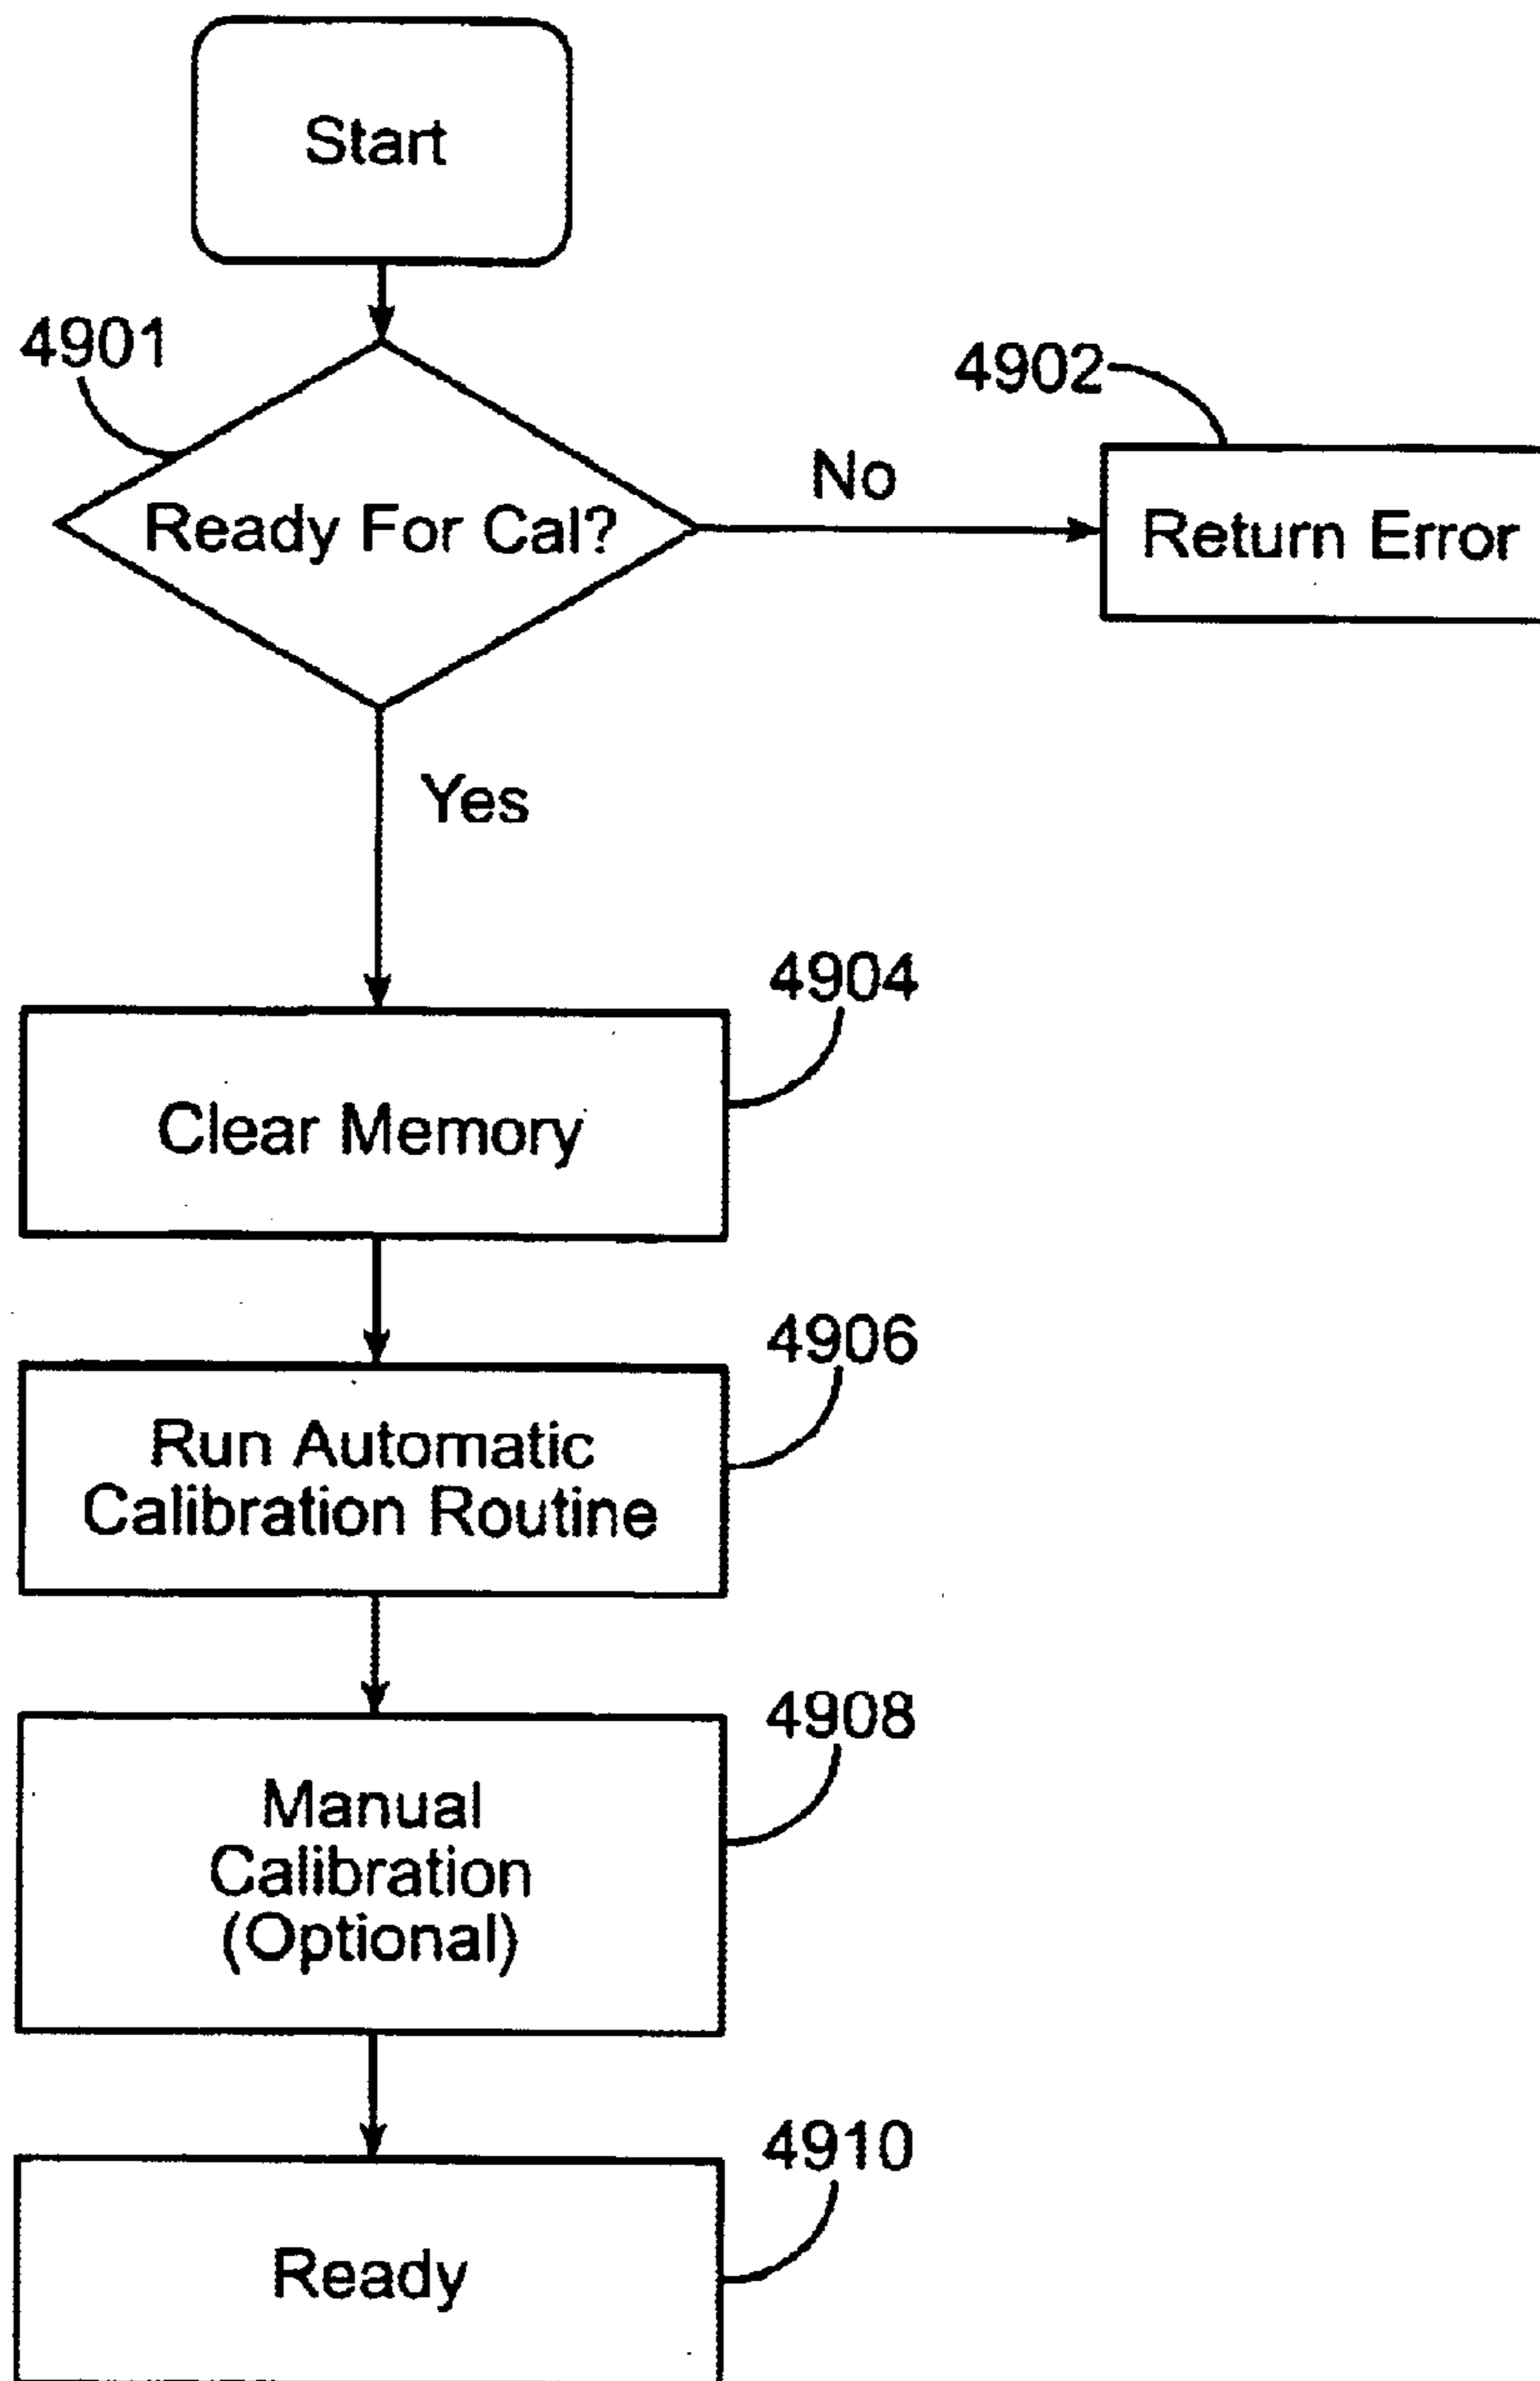 Start
4901
4902
Ready For Cal?
No
Return Error
Yes
4904
Clear Memory
4906
Run Automatic
Calibration Routine
4908
Manual
Calibration
(Optional)
4910
Ready